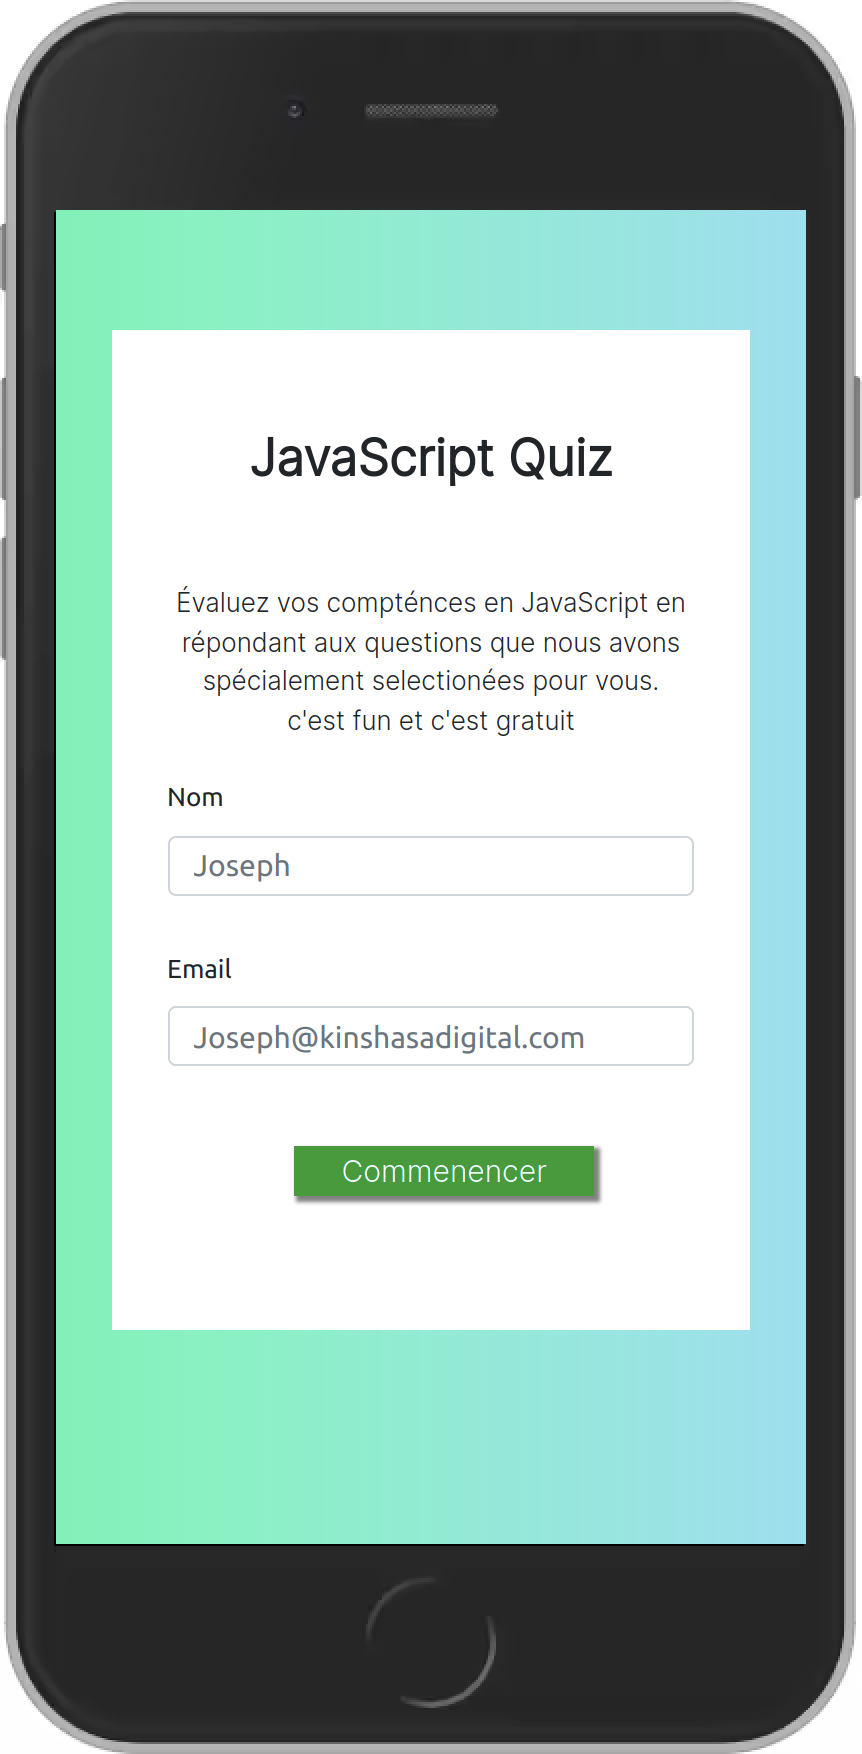 JavaScript Quiz
Évaluez vos compténces en JavaScript en
répondant aux questions que nous avons
spécialement selectionées pour vous.
c'est fun et c'est gratuit
Nom
Joseph
Email
Joseph@kinshasadigital.com
Commenencer